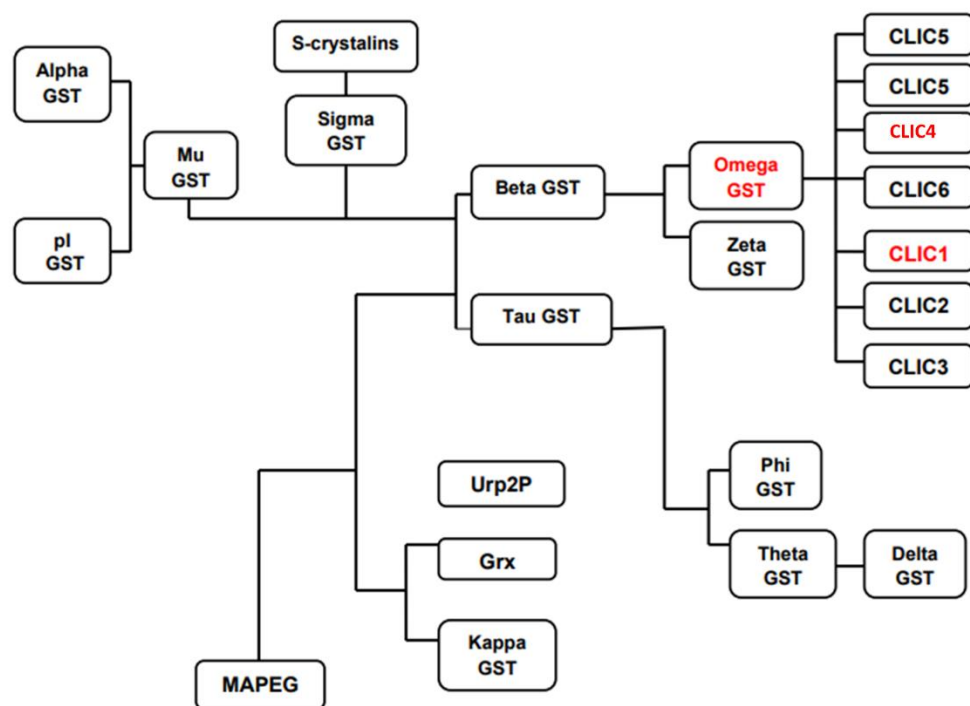 S-crystalins
CLIC5
Alpha
GST
CLIC5
Sigma
GST
CLIC4
Mu
GST
Omega
GST
Beta GST
CLIC6
pI
GST
Zeta
GST
CLIC1
Tau GST
CLIC2
CLIC3
Phi
GST
Urp2P
Grx
Theta
GST
Delta
GST
Kappa
GST
MAPEG